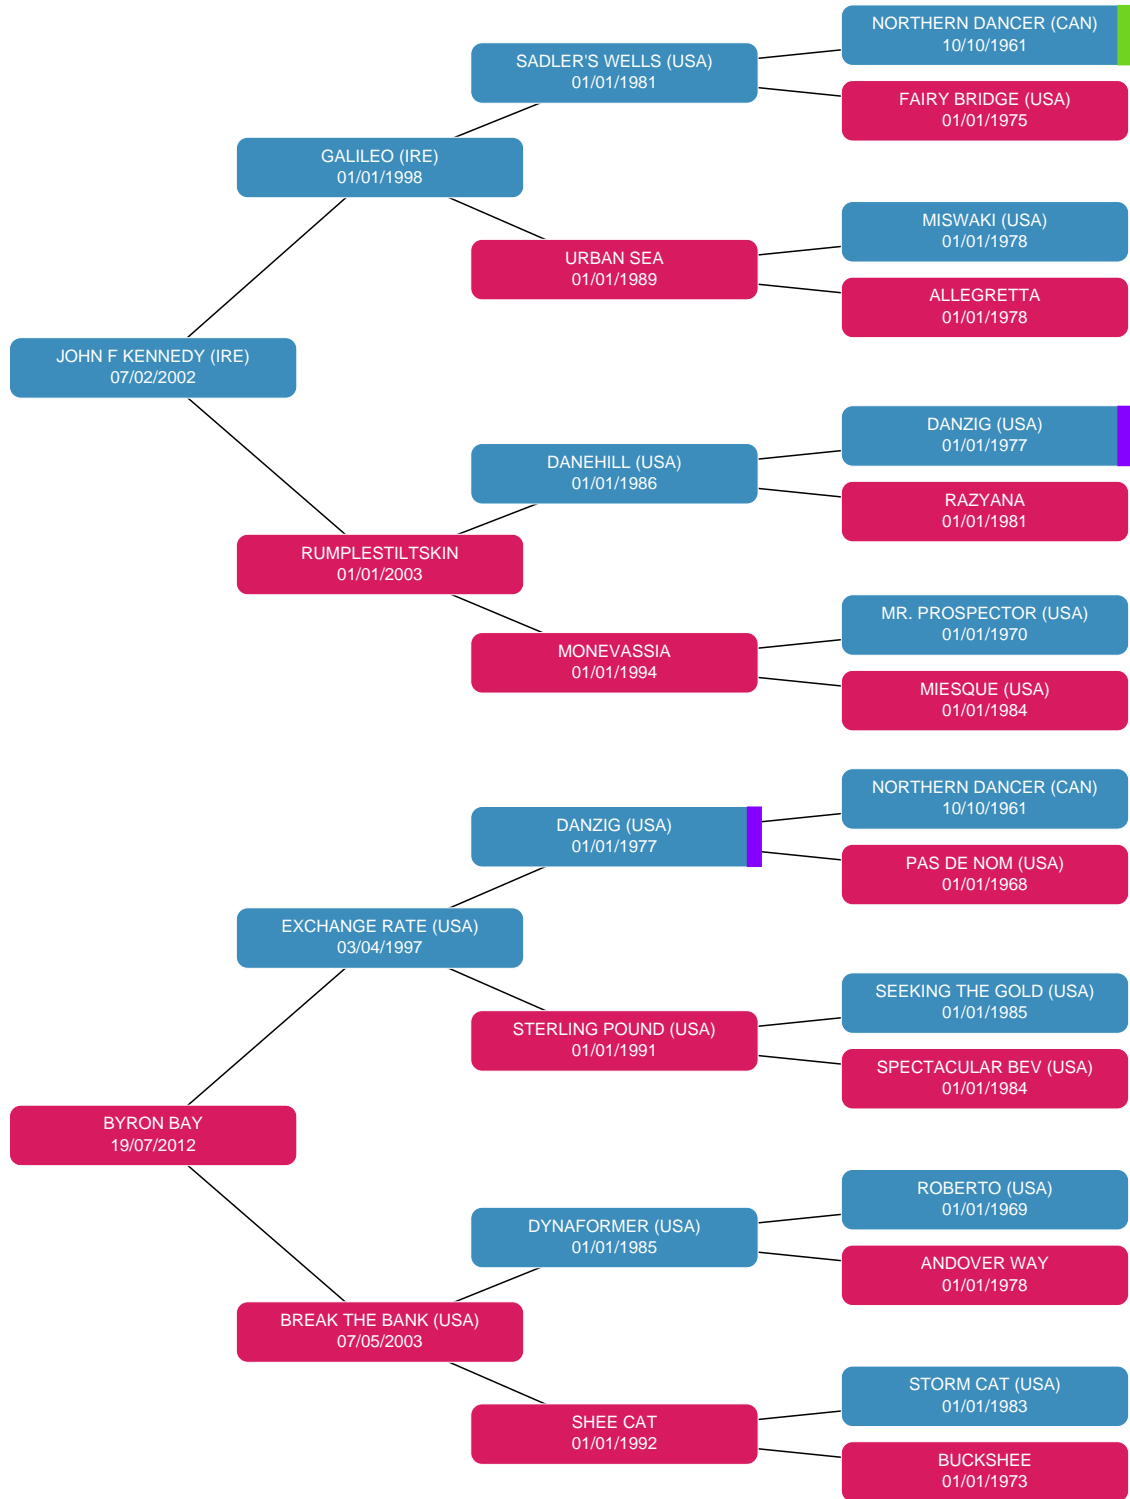 NORTHERN DANCER (CAN)
10/10/1961
SADLER'S WELLS (USA)
01/01/1981
FAIRY BRIDGE (USA)
01/01/1975
GALILEO (IRE)
01/01/1998
MISWAKI (USA)
01/01/1978
URBAN SEA
01/01/1989
ALLEGRETTA
01/01/1978
JOHN F KENNEDY (IRE)
07/02/2002
DANZIG (USA)
01/01/1977
DANEHILL (USA)
01/01/1986
RAZYANA
01/01/1981
RUMPLESTILTSKIN
01/01/2003
MR. PROSPECTOR (USA)
01/01/1970
MONEVASSIA
01/01/1994
MIESQUE (USA)
01/01/1984
NORTHERN DANCER (CAN)
10/10/1961
DANZIG (USA)
01/01/1977
PAS DE NOM (USA)
01/01/1968
EXCHANGE RATE (USA)
03/04/1997
SEEKING THE GOLD (USA)
01/01/1985
STERLING POUND (USA)
01/01/1991
SPECTACULAR BEV (USA)
01/01/1984
BYRON BAY
19/07/2012
ROBERTO (USA)
01/01/1969
DYNAFORMER (USA)
01/01/1985
ANDOVER WAY
01/01/1978
BREAK THE BANK (USA)
07/05/2003
STORM CAT (USA)
01/01/1983
SHEE CAT
01/01/1992
BUCKSHEE
01/01/1973